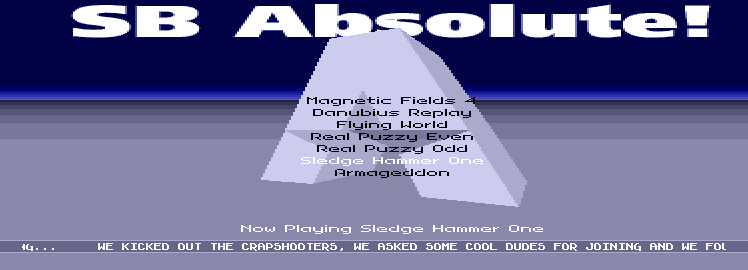 SB Absolute!
Magnetic Fields 4
Danubius Replay
Flying World
Real Puzzy Even
Real Puzzy Odd
Sledge Hammer One
Armageddon
Now Playing Sledge Hammer One
... WE KICKED OUT THE CRAPSHOOTERS, WE ASKED SOME COOL DUDES FOR JOINING AND WE